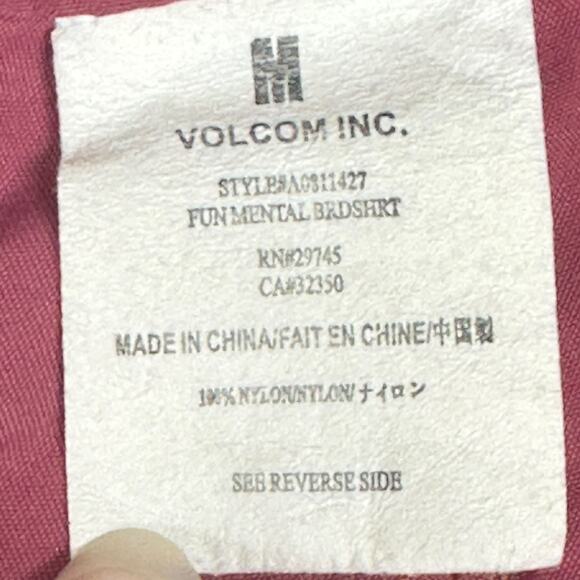 VOLCOM INC.
STYLE#A0811427
FUN MENTAL BRDSHRT
RN#29745
CA#32350
MADE IN CHINA/FAIT EN CHINE/中国製
100% NYLON/NYLON/ナイロン
SEE REVERSE SIDE